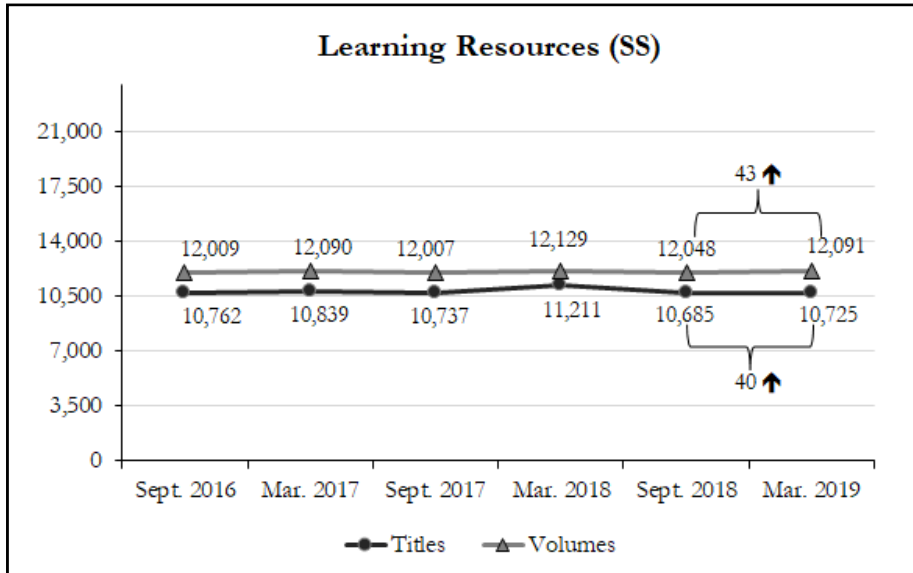 Learning Resources (SS)
21,000
17,500
14,000
10,500
7,000
3,500
0
43
12,009 12,090 12,007 12,129 12,048 12,091
10,762 10,839 10,737 11,211 10,685 10,725
40
Sept. 2016 Mar. 2017 Sept. 2017 Mar. 2018 Sept. 2018 Mar. 2019
Titles Volumes